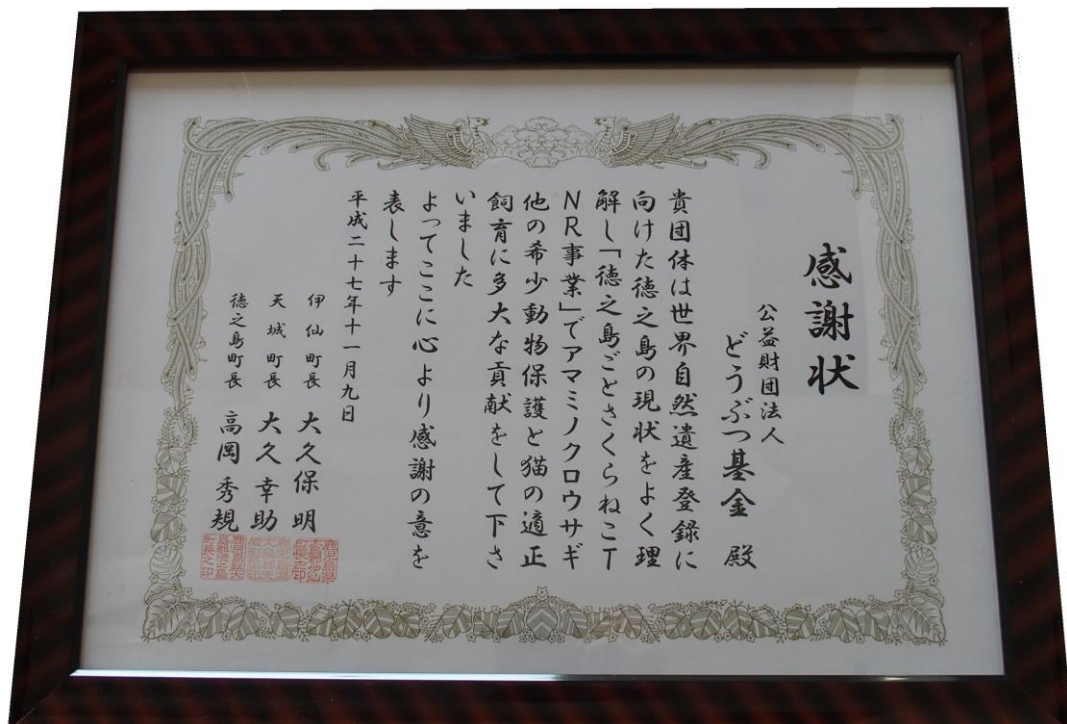 感謝状
公益財団法人
どうぶつ基金 殿
貴団体は世界自然遺産登録に
向けた徳之島の現状をよく理
解し「徳之島ごとさくらねこT
NR事業」でアマミノクロウサギ
他の希少動物保護と猫の適正
飼育に多大な貢献をして下さ
いました
よってここに心より感謝の意を
表します
平成二十七年十一月九日
伊仙町長 大久保明
天城町長 大久幸助
徳之島町長 高岡秀規